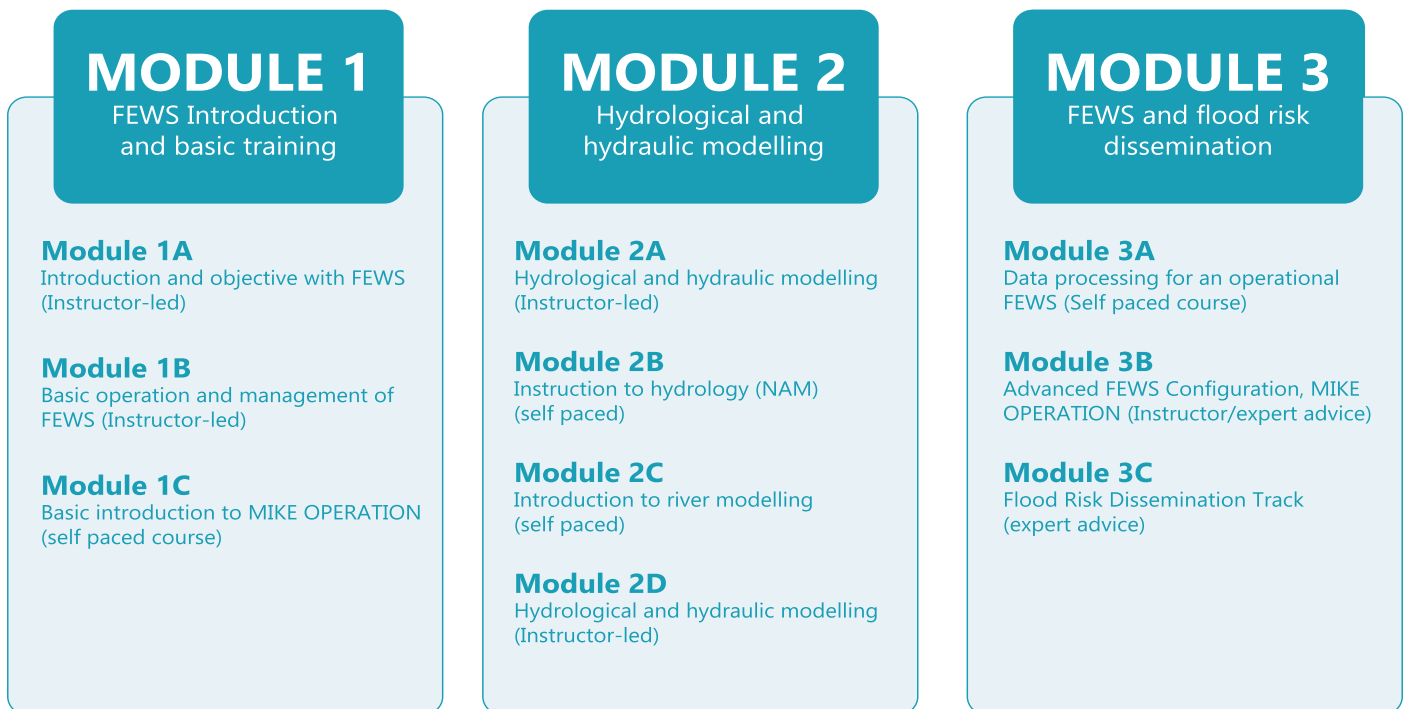 MODULE 1
FEWS Introduction
and basic training
Module 1A
Introduction and objective with FEWS
(Instructor-led)
Module 1B
Basic operation and management of
FEWS (Instructor-led)
Module 1C
Basic introduction to MIKE OPERATION
(self paced course)
MODULE 2
Hydrological and
hydraulic modelling
Module 2A
Hydrological and hydraulic modelling
(Instructor-led)
Module 2B
Instruction to hydrology (NAM)
(self paced)
Module 2C
Introduction to river modelling
(self paced)
Module 2D
Hydrological and hydraulic modelling
(Instructor-led)
MODULE 3
FEWS and flood risk
dissemination
Module 3A
Data processing for an operational
FEWS (Self paced course)
Module 3B
Advanced FEWS Configuration, MIKE
OPERATION (Instructor/expert advice)
Module 3C
Flood Risk Dissemination Track
(expert advice)